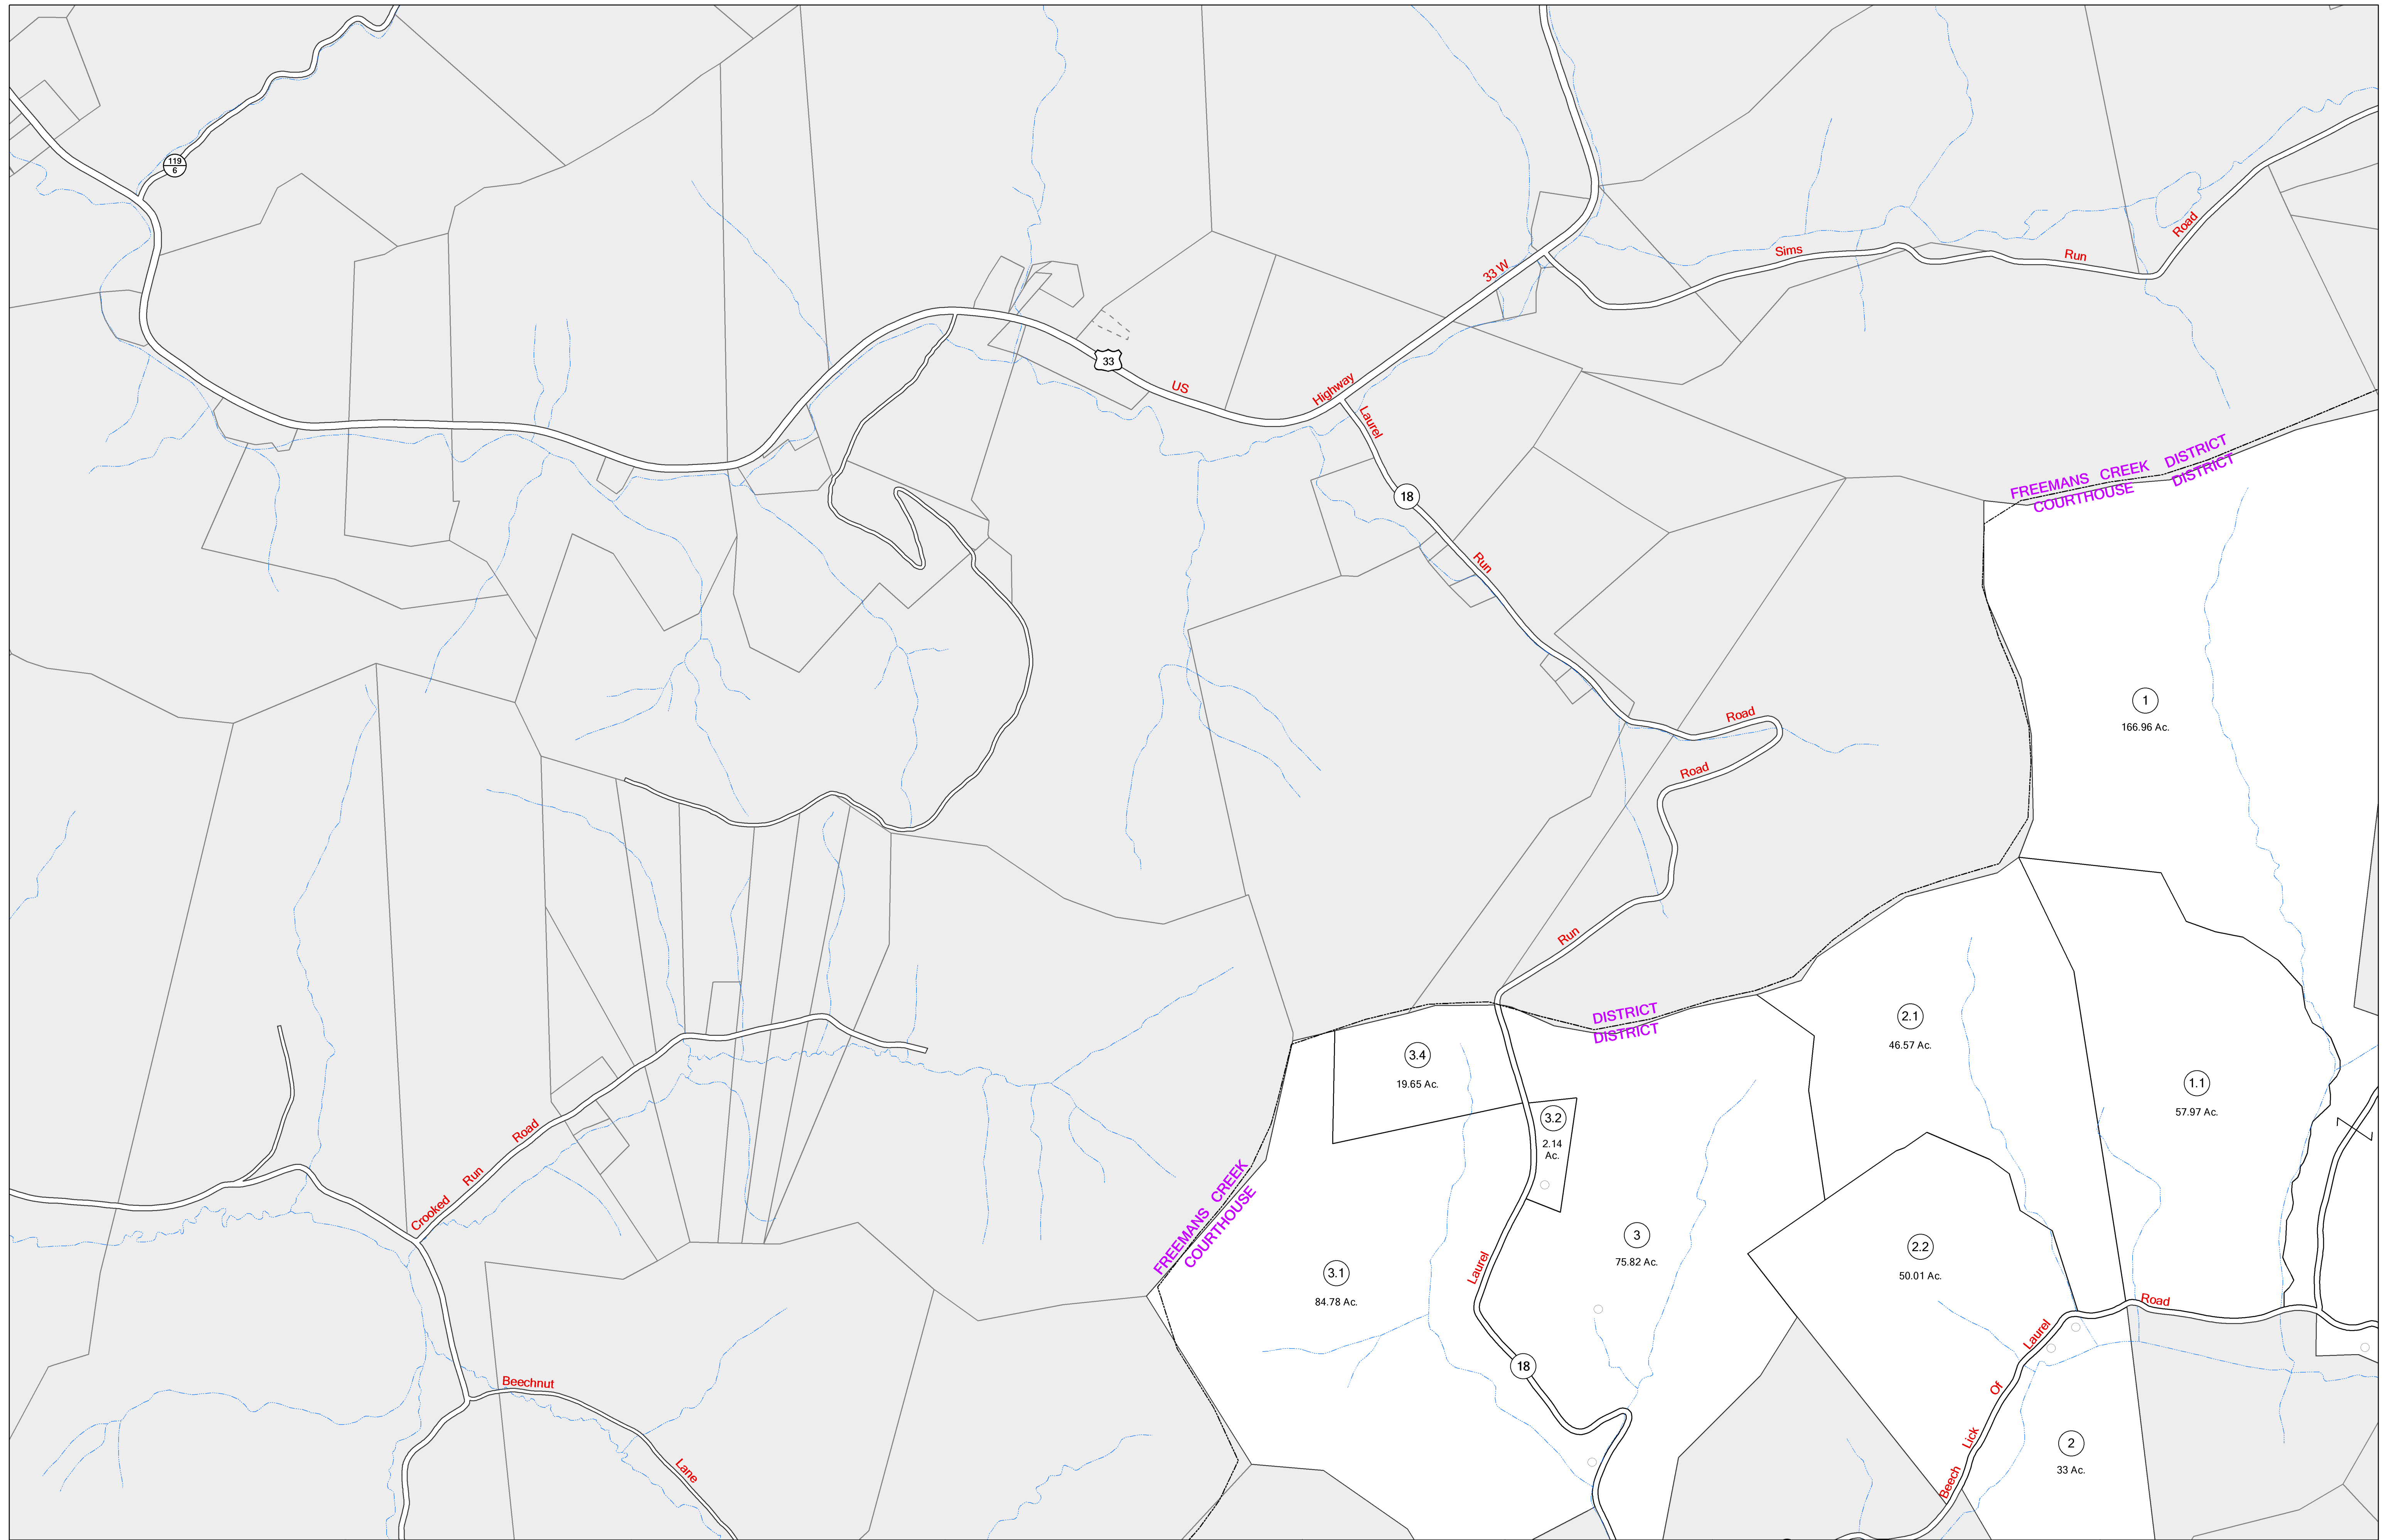 119
6
33 W
Sims
Run
Road
33
US
Highway
Laurel
18
Run
Road
Road
Run
FREEMANS CREEK DISTRICT
COURTHOUSE DISTRICT
1
166.96 Ac.
DISTRICT
DISTRICT
2.1
46.57 Ac.
3.4
19.65 Ac.
1.1
57.97 Ac.
3.2
2.14
Ac.
Crooked Run Road
FREEMANS CREEK
COURTHOUSE
3
75.82 Ac.
2.2
50.01 Ac.
3.1
84.78 Ac.
Laurel
18
Beechnut
Lane
Beech Lick Of Laurel Road
2
33 Ac.